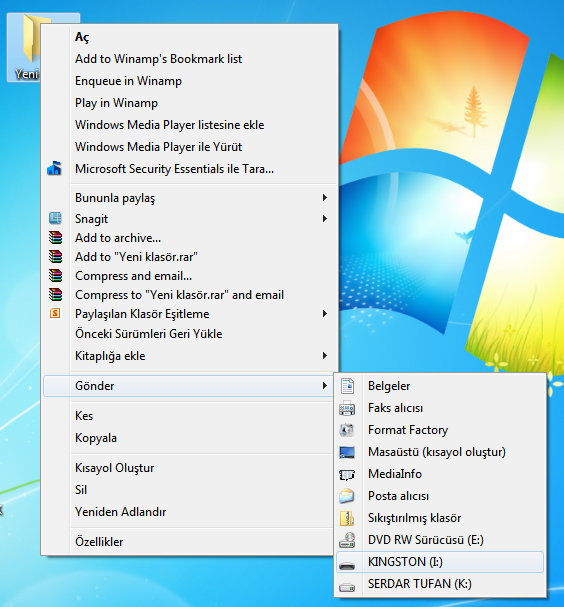 Yeni
Aç
Add to Winamp's Bookmark list
Enqueue in Winamp
Play in Winamp
Windows Media Player listesine ekle
Windows Media Player ile Yürüt
Microsoft Security Essentials ile Tara...
Bununla paylaş
Snagit
Add to archive...
Add to "Yeni klasör.rar"
Compress and email...
Compress to "Yeni klasör.rar" and email
Paylaşılan Klasör Eşitleme
Önceki Sürümleri Geri Yükle
Kitaplığa ekle
Gönder
Kes
Kopyala
Kısayol Oluştur
Sil
Yeniden Adlandır
Özellikler
Belgeler
Faks alıcısı
Format Factory
Masaüstü (kısayol oluştur)
MediaInfo
Posta alıcısı
Sıkıştırılmış klasör
DVD RW Sürücüsü (E:)
KINGSTON (I:)
SERDAR TUFAN (K:)